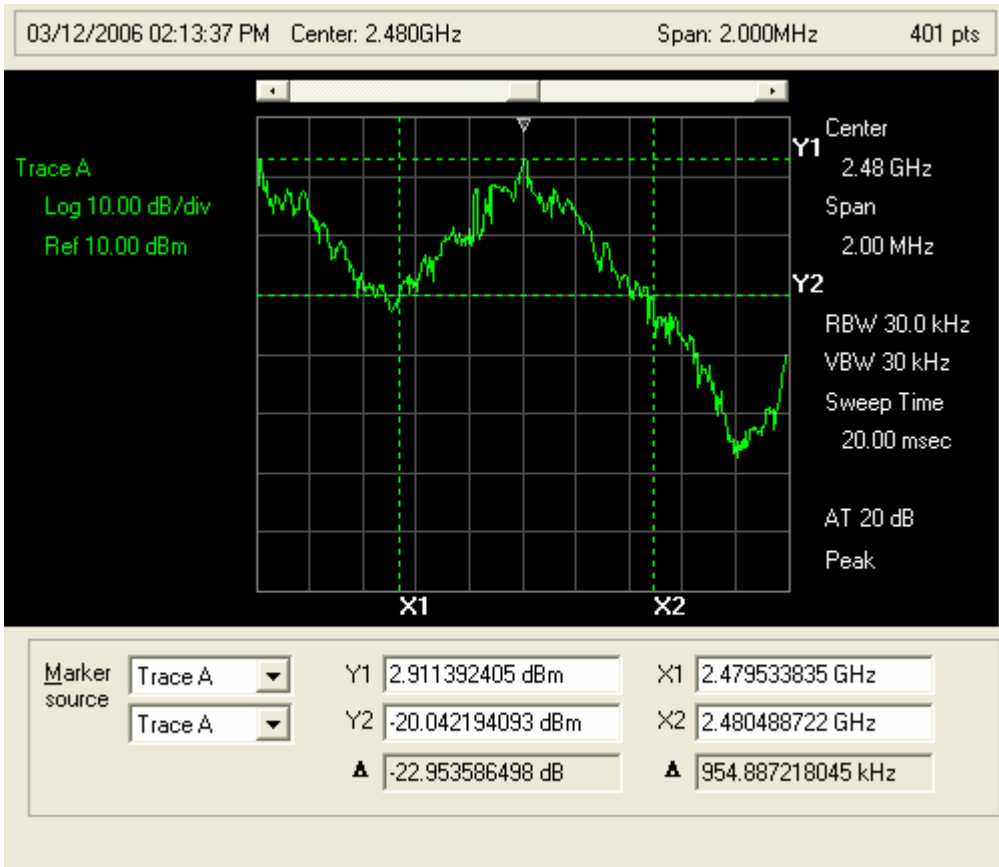 03/12/2006 02:13:37 PM Center: 2.480GHz Span: 2.000MHz 401 pts
Trace A
Log 10.00 dB/div
Ref 10.00 dBm
Y1
Y2
X1
X2
Center
2.48 GHz
Span
2.00 MHz
RBW 30.0 kHz
VBW 30 kHz
Sweep Time
20.00 msec
AT 20 dB
Peak
Marker source
Trace A
Trace A
Y1 2.911392405 dBm
Y2 -20.042194093 dBm
Δ -22.953586498 dB
X1 2.479533835 GHz
X2 2.480488722 GHz
Δ 954.887218045 kHz